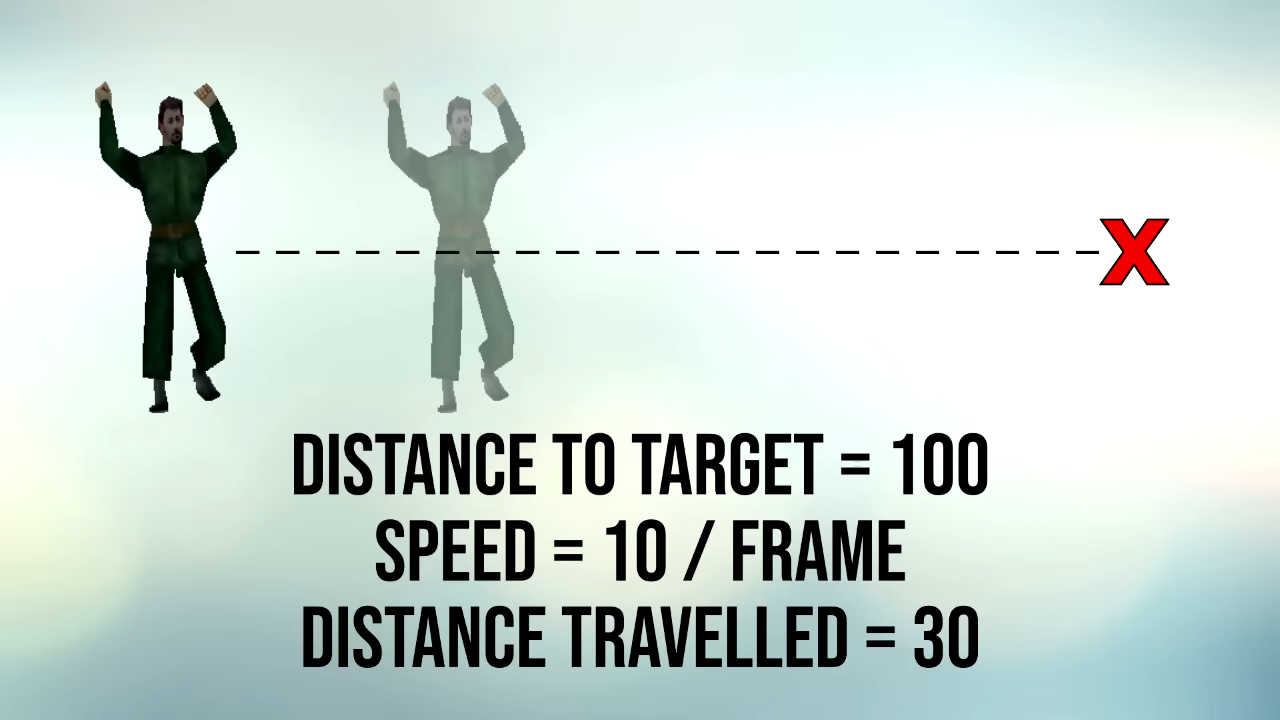 DISTANCE TO TARGET = 100
SPEED = 10 / FRAME
DISTANCE TRAVELLED = 30